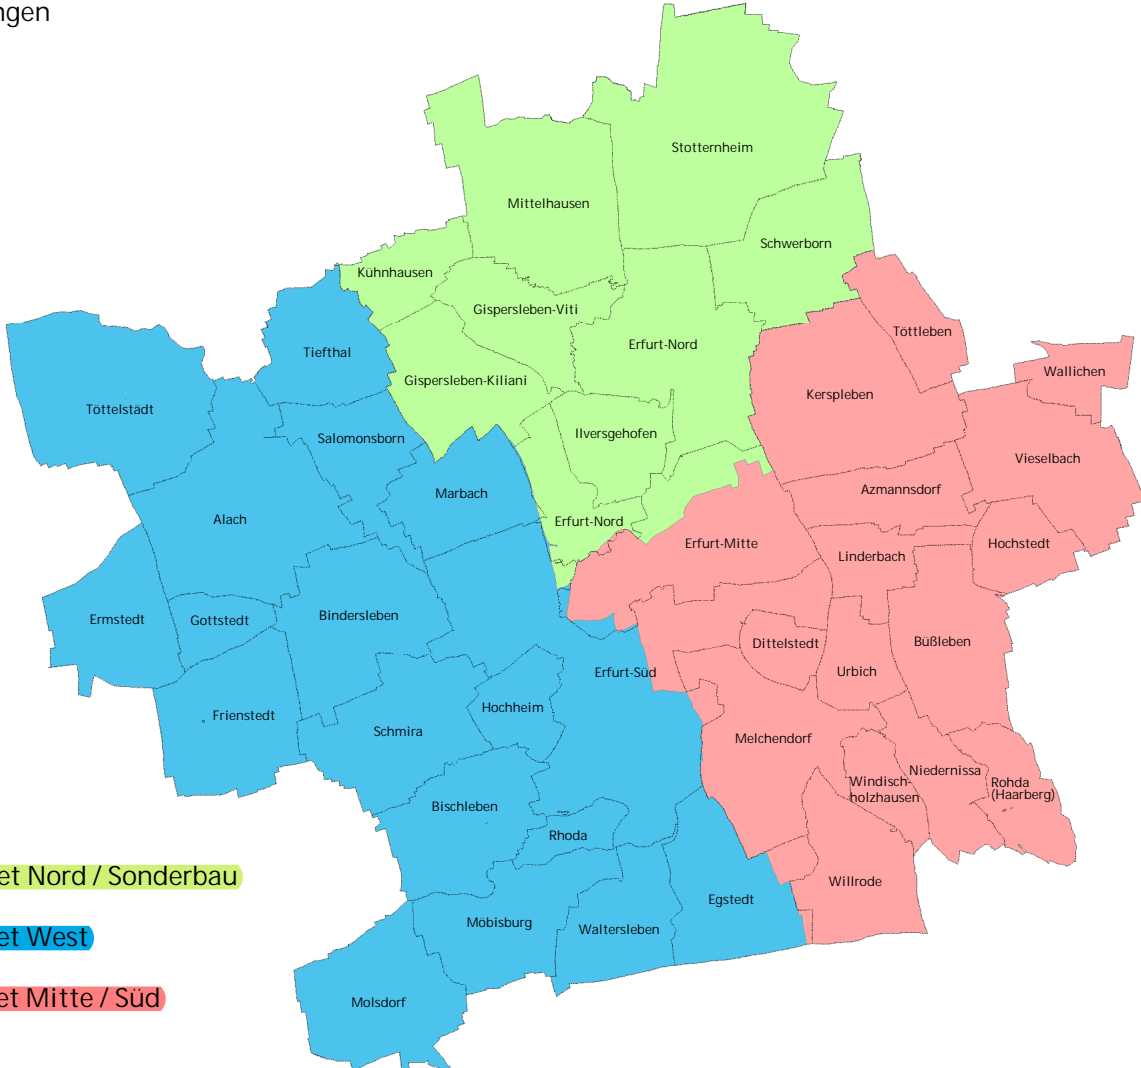 ngen
Stotternheim
Mittelhausen
Schwerborn
Kühnhausen
Gispersleben-Viti
Töttleben
Erfurt-Nord
Tiefthal
Wallichen
Gispersleben-Kiliani
Kerspleben
Töttelstädt
Ilversgehofen
Salomonsborn
Vieselbach
Azmannsdorf
Marbach
Alach
Erfurt-Nord
Erfurt-Mitte
Hochstedt
Linderbach
Bindersleben
Ermstedt
Gottstedt
Büßleben
Dittelstedt
Erfurt-Süd
Urbich
Hochheim
Frienstedt
Schmira
Melchendorf
Niedernissa
Windisch-
holzhausen
Rohda
(Haarberg)
Bischleben
Rhoda
et Nord / Sonderbau
Willrode
Egstedt
Möbisburg
Waltersleben
et West
et Mitte / Süd
Molsdorf